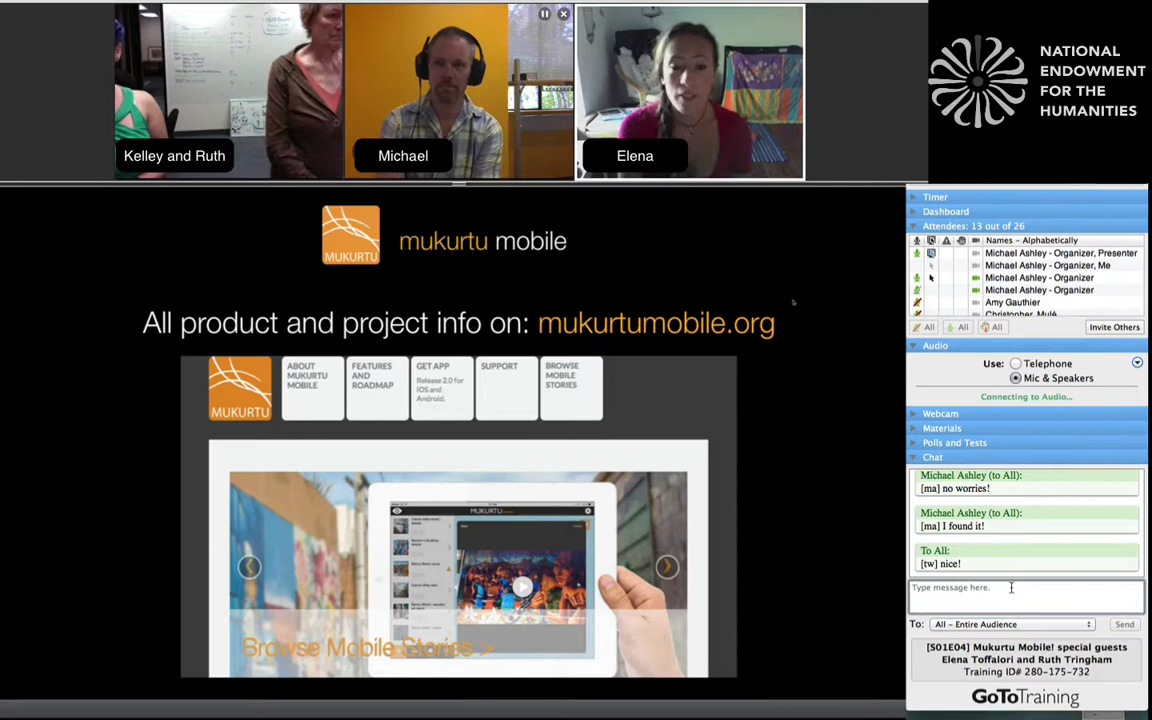 Kelley and Ruth
Michael
Elena
NATIONAL
ENDOWMENT
FOR THE
HUMANITIES
MUKURTU
mukurtu mobile
All product and project info on: mukurtumobile.org
MUKURTU
ABOUT
MUKURTU
MOBILE
FEATURES
AND
ROADMAP
GET APP
Release 2.0 for
iOS and
Android.
SUPPORT
BROWSE
MOBILE
STORIES
MUKURTU
Browse Mobile Stories >
Timer
Dashboard
Attendees: 13 out of 26
Names - Alphabetically
Michael Ashley - Organizer, Presenter
Michael Ashley - Organizer, Me
Michael Ashley - Organizer
Michael Ashley - Organizer
Amy Gauthier
Christopher, Mulé
All
All
All
Invite Others
Audio
Use:
Telephone
Mic & Speakers
Connecting to Audio...
Webcam
Materials
Polls and Tests
Chat
Michael Ashley (to All):
[ma] no worries!
Michael Ashley (to All):
[ma] I found it!
To All:
[tw] nice!
Type message here.
To:
All - Entire Audience
Send
[S01E04] Mukurtu Mobile! special guests
Elena Toffalori and Ruth Tringham
Training ID# 280-175-732
GoToTraining